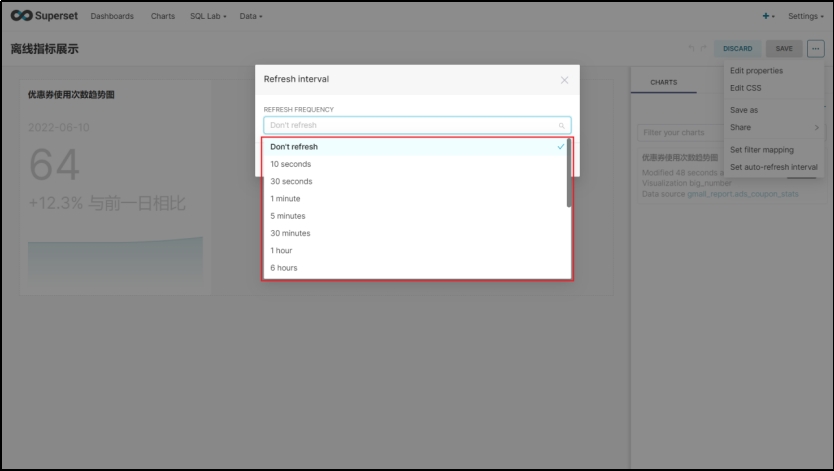 Superset Dashboards Charts SQL Lab Data Settings
离线指标展示 DISCARD SAVE
优惠券使用次数趋势图
2022-06-10
64
+12.3% 与前一日相比
Refresh interval
REFRESH FREQUENCY
Don't refresh
Don't refresh
10 seconds
30 seconds
1 minute
5 minutes
30 minutes
1 hour
6 hours
Edit properties
Edit CSS
Save as
Share
Set filter mapping
Set auto-refresh interval
CHARTS
Filter your charts
优惠券使用次数趋势图
Modified 48 seconds a
Visualization big_number
Data source gmall_report.ads_coupon_stats